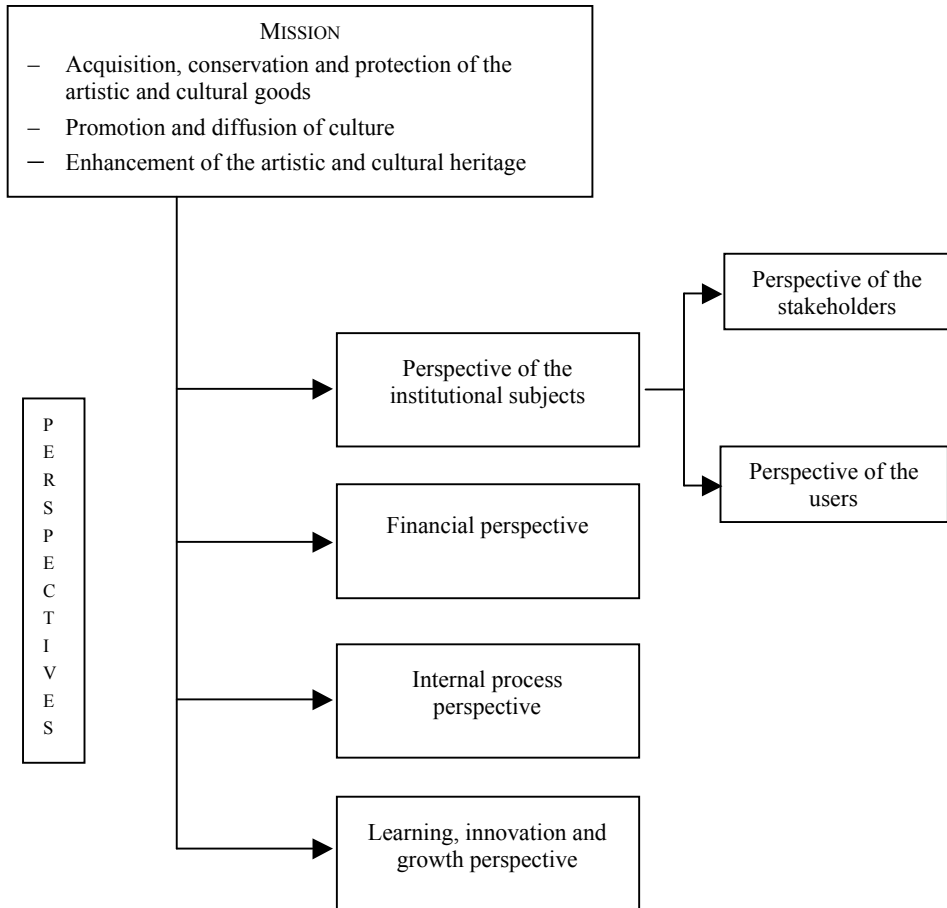 MISSION
– Acquisition, conservation and protection of the
artistic and cultural goods
– Promotion and diffusion of culture
– Enhancement of the artistic and cultural heritage
Perspective of the
stakeholders
Perspective of the
institutional subjects
Perspective of the
users
PERSPECTIVES
Financial perspective
Internal process
perspective
Learning, innovation and
growth perspective